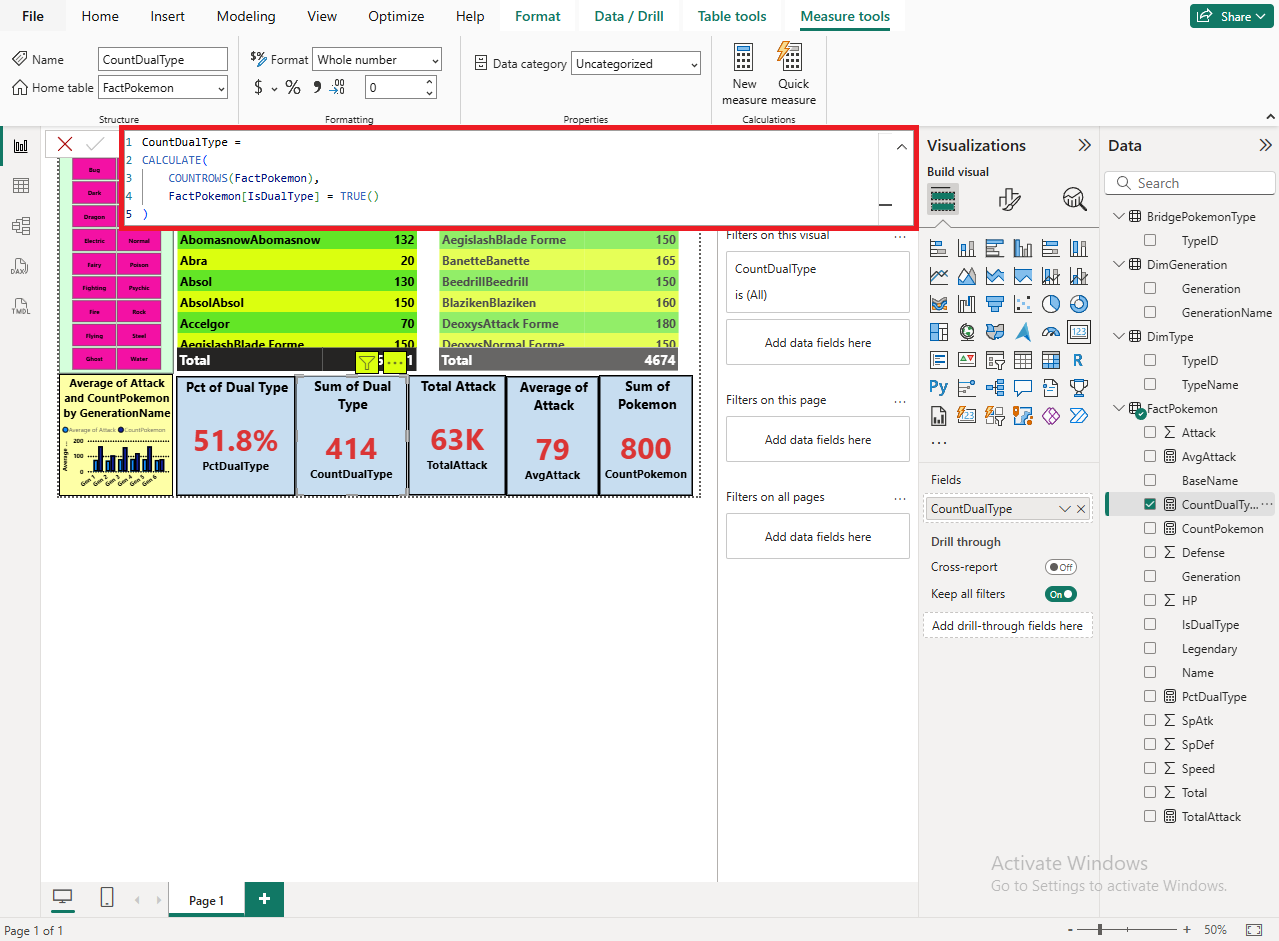 File Home Insert Modeling View Optimize Help Format Data / Drill Table tools Measure tools Share
Name CountDualType
Home table FactPokemon
Structure
$% Format Whole number
$ % 9 .00 0
Formatting
Data category Uncategorized
Properties
New measure
Quick measure
Calculations
1 CountDualType =
2 CALCULATE(
3 COUNTROWS(FactPokemon),
4 FactPokemon[IsDualType] = TRUE()
5 )
DAX
TMDL
Bug
Dark
Dragon
Electric Normal
Fairy Poison
Fighting Psychic
Fire Rock
Flying Steel
Ghost Water
AbomasnowAbomasnow 132
Abra 20
Absol 130
AbsolAbsol 150
Accelgor 70
AegislashBlade Forme 150
Total 1
AegislashBlade Forme 150
BanetteBanette 165
BeedrillBeedrill 150
BlazikenBlaziken 160
DeoxysAttack Forme 180
DeoxysNormal Forme 150
Total 4674
Average of Attack
and CountPokemon
by GenerationName
Average of Attack CountPokemon
Average ...
200
100
0
Gen 1 Gen 2 Gen 3 Gen 4 Gen 5 Gen 6
Pct of Dual Type
51.8%
PctDualType
Sum of Dual
Type
414
CountDualType
Total Attack
63K
TotalAttack
Average of
Attack
79
AvgAttack
Sum of
Pokemon
800
CountPokemon
Filters on this visual ...
CountDualType
is (All)
Add data fields here
Filters on this page ...
Add data fields here
Filters on all pages ...
Add data fields here
Visualizations
Build visual
123
R
Py
123
...
Fields
CountDualType
Drill through
Cross-report Off
Keep all filters On
Add drill-through fields here
Data
Search
BridgePokemonType
TypeID
DimGeneration
Generation
GenerationName
DimType
TypeID
TypeName
FactPokemon
Attack
AvgAttack
BaseName
CountDualTy... ...
CountPokemon
Defense
Generation
HP
IsDualType
Legendary
Name
PctDualType
SpAtk
SpDef
Speed
Total
TotalAttack
Activate Windows
Go to Settings to activate Windows.
Page 1 +
Page 1 of 1
- + 50%